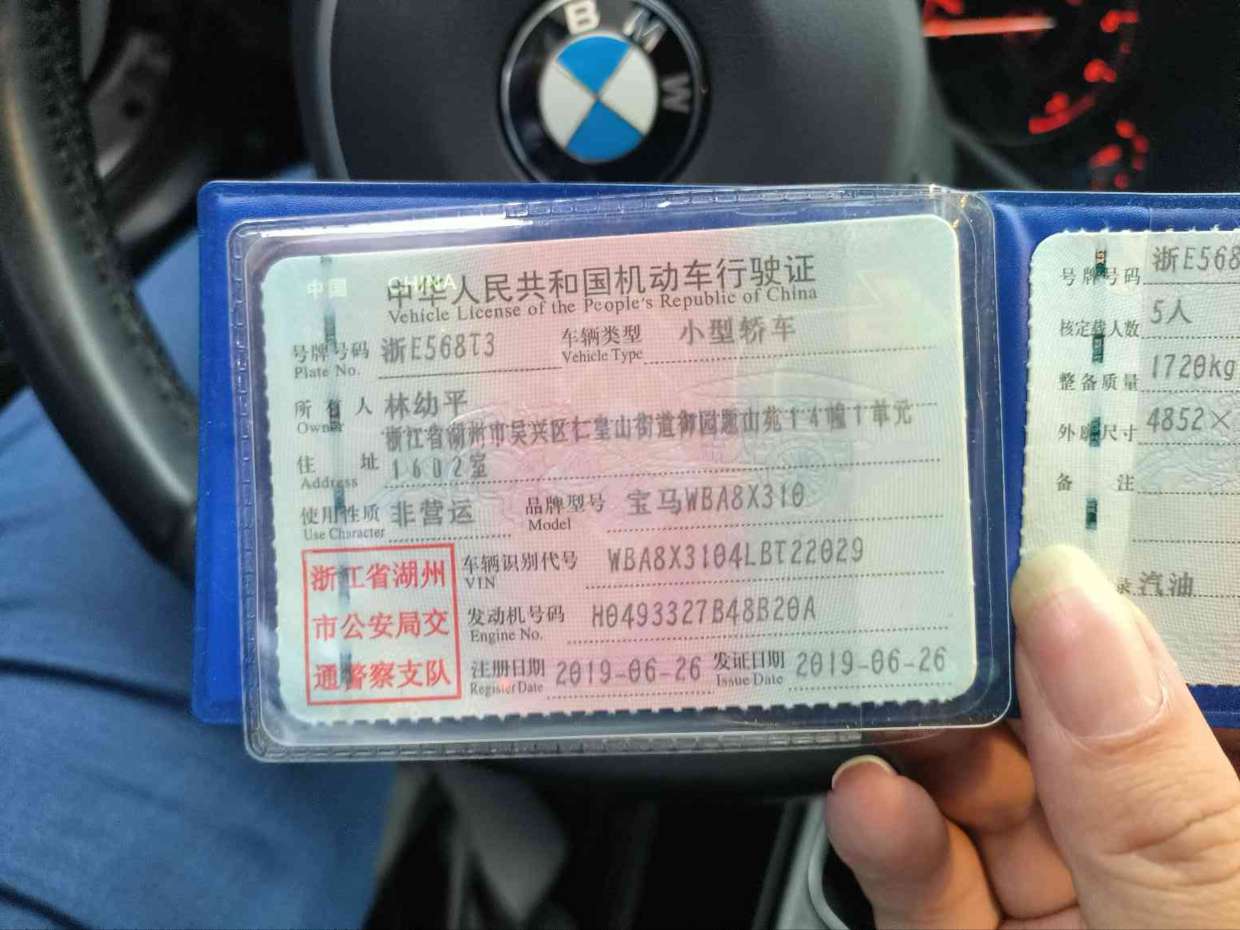 BMW
中国 CHINA
中华人民共和国机动车行驶证
Vehicle License of the People's Republic of China
号牌号码 浙E568T3 车辆类型 小型轿车
Plate No. Vehicle Type
所有人 林幼平
Owner
浙江省湖州市吴兴区仁皇山街道御园惠山苑14幢1单元
住址 1602室
Address
使用性质 非营运 品牌型号 宝马WBA8X310
Use Character Model
浙江省湖州
市公安局交
通警察支队
车辆识别代号 WBA8X3104LBT22029
VIN
发动机号码 H0493327B48B20A
Engine No.
注册日期 2019-06-26 发证日期 2019-06-26
Register Date Issue Date
号牌号码 浙E568
核定载人数 5人
整备质量 1720kg
外廓尺寸 4852×
备注
录 汽油